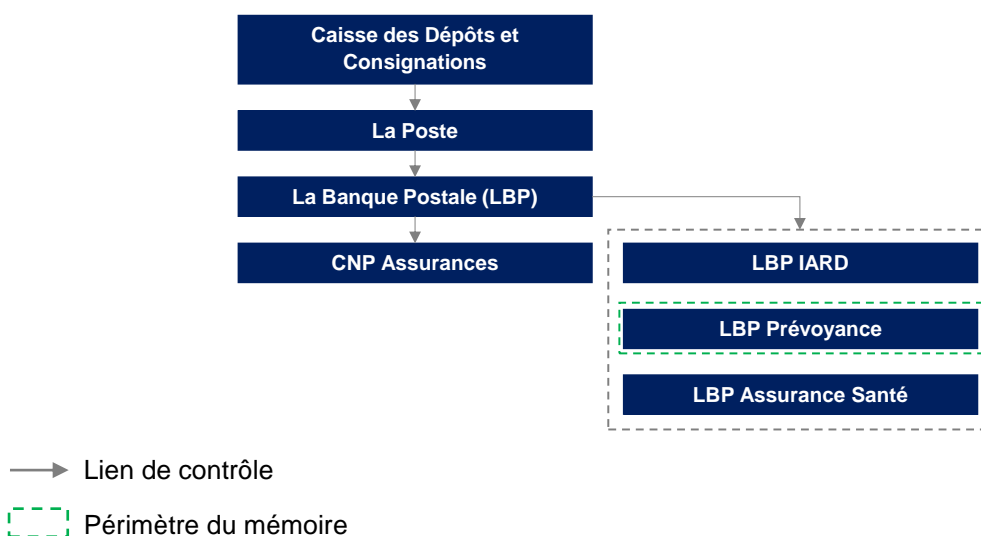 Caisse des Dépôts et
Consignations
La Poste
La Banque Postale (LBP)
CNP Assurances
LBP IARD
LBP Prévoyance
LBP Assurance Santé
Lien de contrôle
Périmètre du mémoire